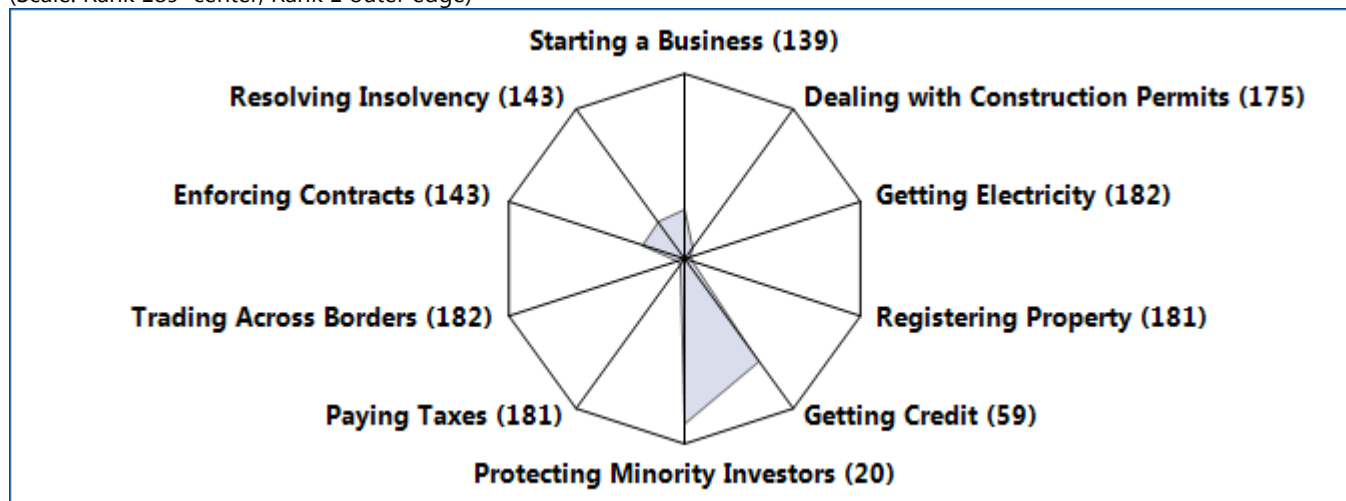 (Scale: Rank 189 center, Rank 1 outer edge)
Starting a Business (139)
Resolving Insolvency (143)
Dealing with Construction Permits (175)
Enforcing Contracts (143)
Getting Electricity (182)
Trading Across Borders (182)
Registering Property (181)
Paying Taxes (181)
Getting Credit (59)
Protecting Minority Investors (20)